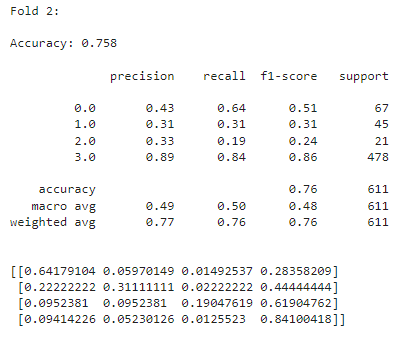 Fold 2:
Accuracy: 0.758
precision recall f1-score support
0.0 0.43 0.64 0.51 67
1.0 0.31 0.31 0.31 45
2.0 0.33 0.19 0.24 21
3.0 0.89 0.84 0.86 478
accuracy 0.76 611
macro avg 0.49 0.50 0.48 611
weighted avg 0.77 0.76 0.76 611
[[0.64179104 0.05970149 0.01492537 0.28358209]
[0.22222222 0.31111111 0.02222222 0.44444444]
[0.0952381 0.0952381 0.19047619 0.61904762]
[0.09414226 0.05230126 0.0125523 0.84100418]]